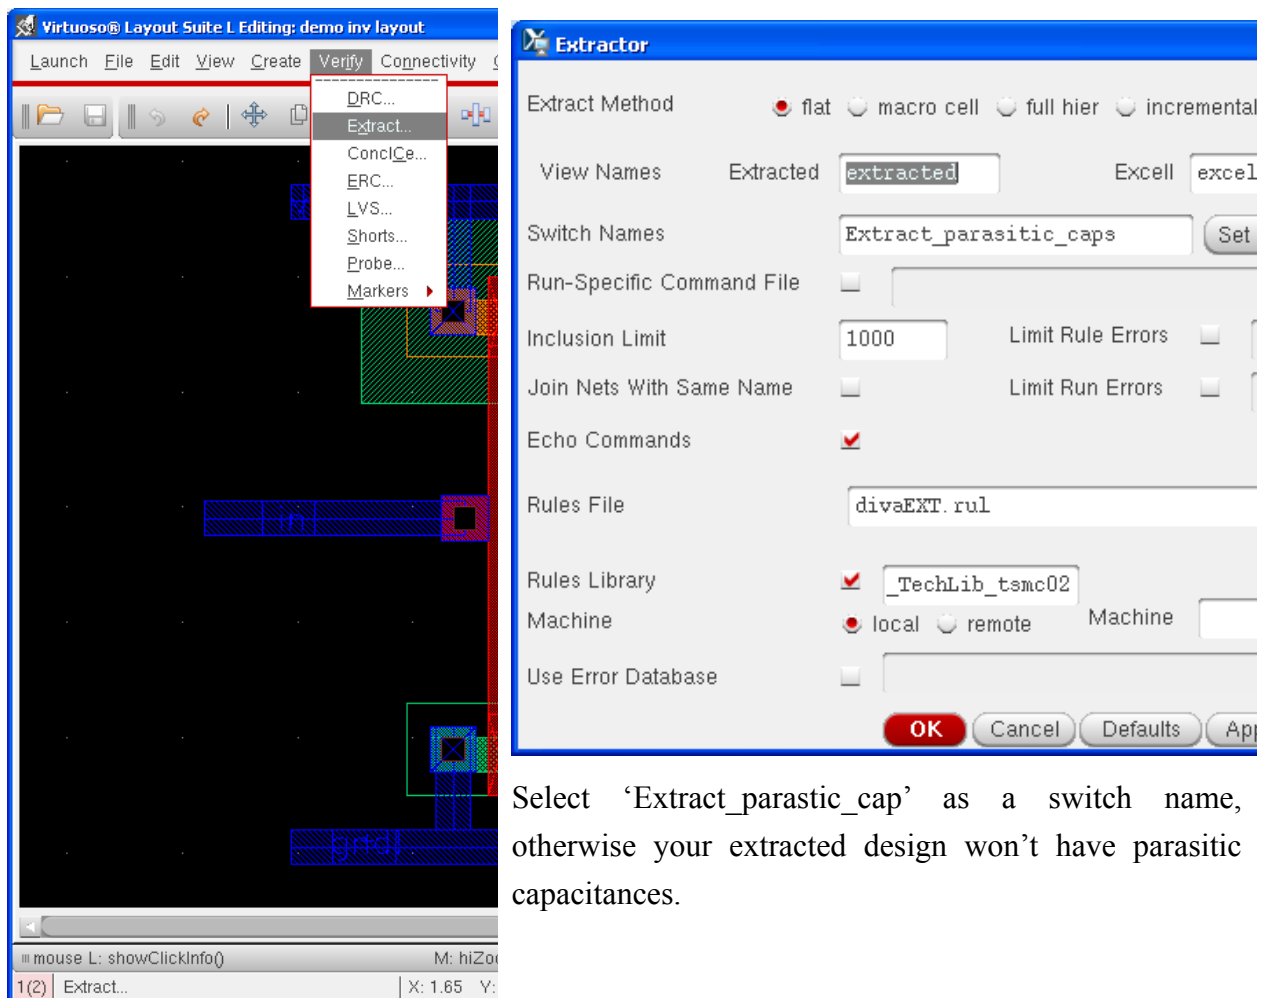 Virtuoso® Layout Suite L Editing: demo inv layout
Launch File Edit View Create Verify Connectivity
DRC...
Extract...
ConclCe...
ERC...
LVS...
Shorts...
Probe...
Markers
in
gnd!
mouse L: showClickInfo() M: hiZoo
1(2) Extract... X: 1.65 Y:
Extractor
Extract Method flat macro cell full hier incremental
View Names Extracted extracted Excell excel
Switch Names Extract_parasitic_caps Set
Run-Specific Command File
Inclusion Limit 1000 Limit Rule Errors
Join Nets With Same Name Limit Run Errors
Echo Commands
Rules File divaEXT.rul
Rules Library _TechLib_tsmc02
Machine local remote Machine
Use Error Database
OK Cancel Defaults App
Select ‘Extract_parastic_cap’ as a switch name,
otherwise your extracted design won’t have parasitic
capacitances.